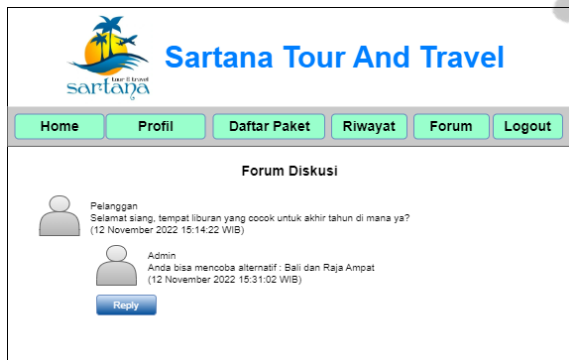 Sartana Tour And Travel
tour & travel
sartana
Home Profil Daftar Paket Riwayat Forum Logout
Forum Diskusi
Pelanggan
Selamat siang, tempat liburan yang cocok untuk akhir tahun di mana ya?
(12 November 2022 15:14:22 WIB)
Admin
Anda bisa mencoba alternatif : Bali dan Raja Ampat
(12 November 2022 15:31:02 WIB)
Reply